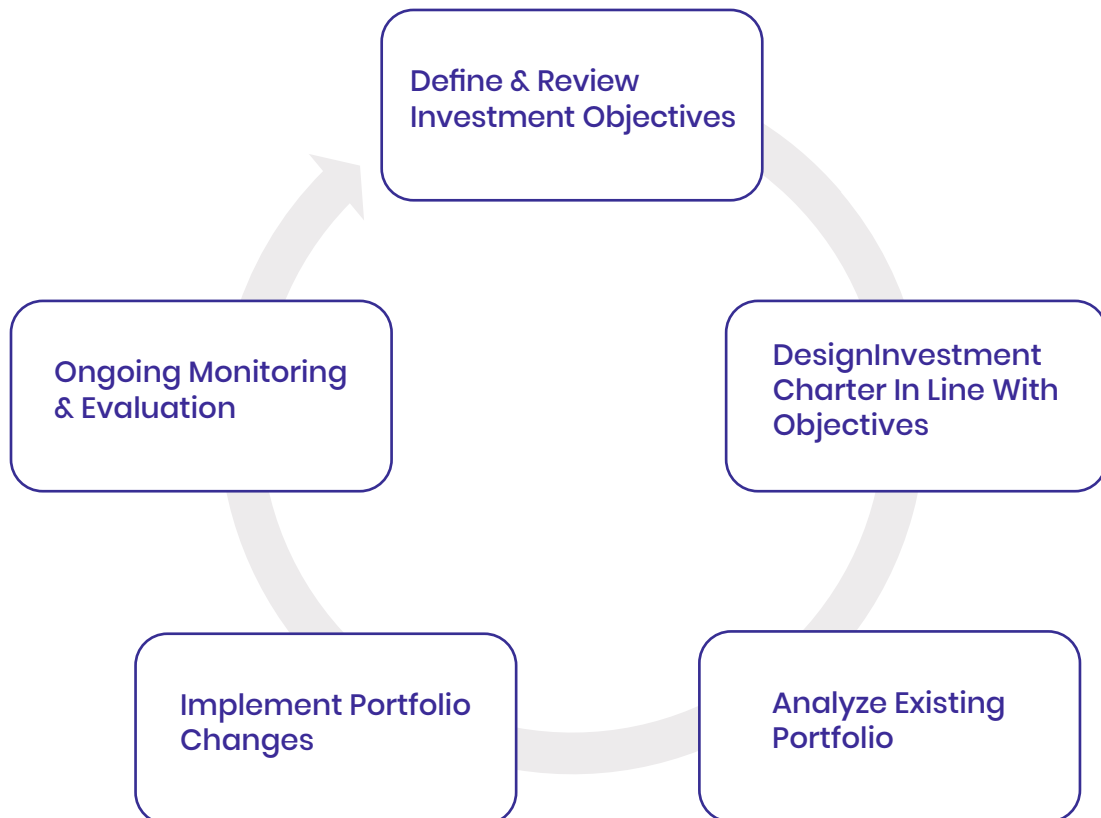 Define & Review
Investment Objectives
DesignInvestment
Charter In Line With
Objectives
Analyze Existing
Portfolio
Implement Portfolio
Changes
Ongoing Monitoring
& Evaluation